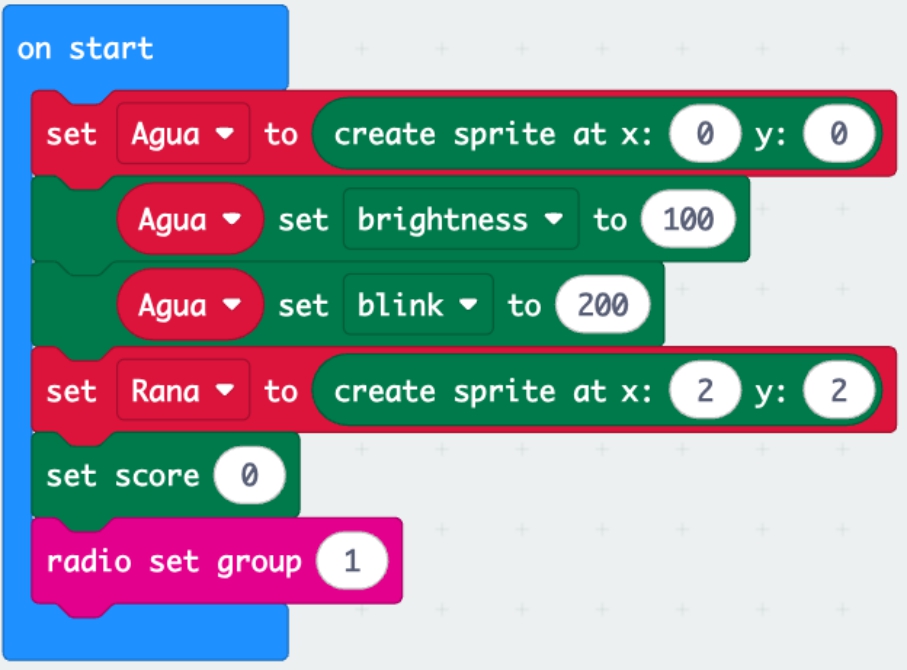 on start
set Agua to create sprite at x: 0 y: 0
Agua set brightness to 100
Agua set blink to 200
set Rana to create sprite at x: 2 y: 2
set score 0
radio set group 1